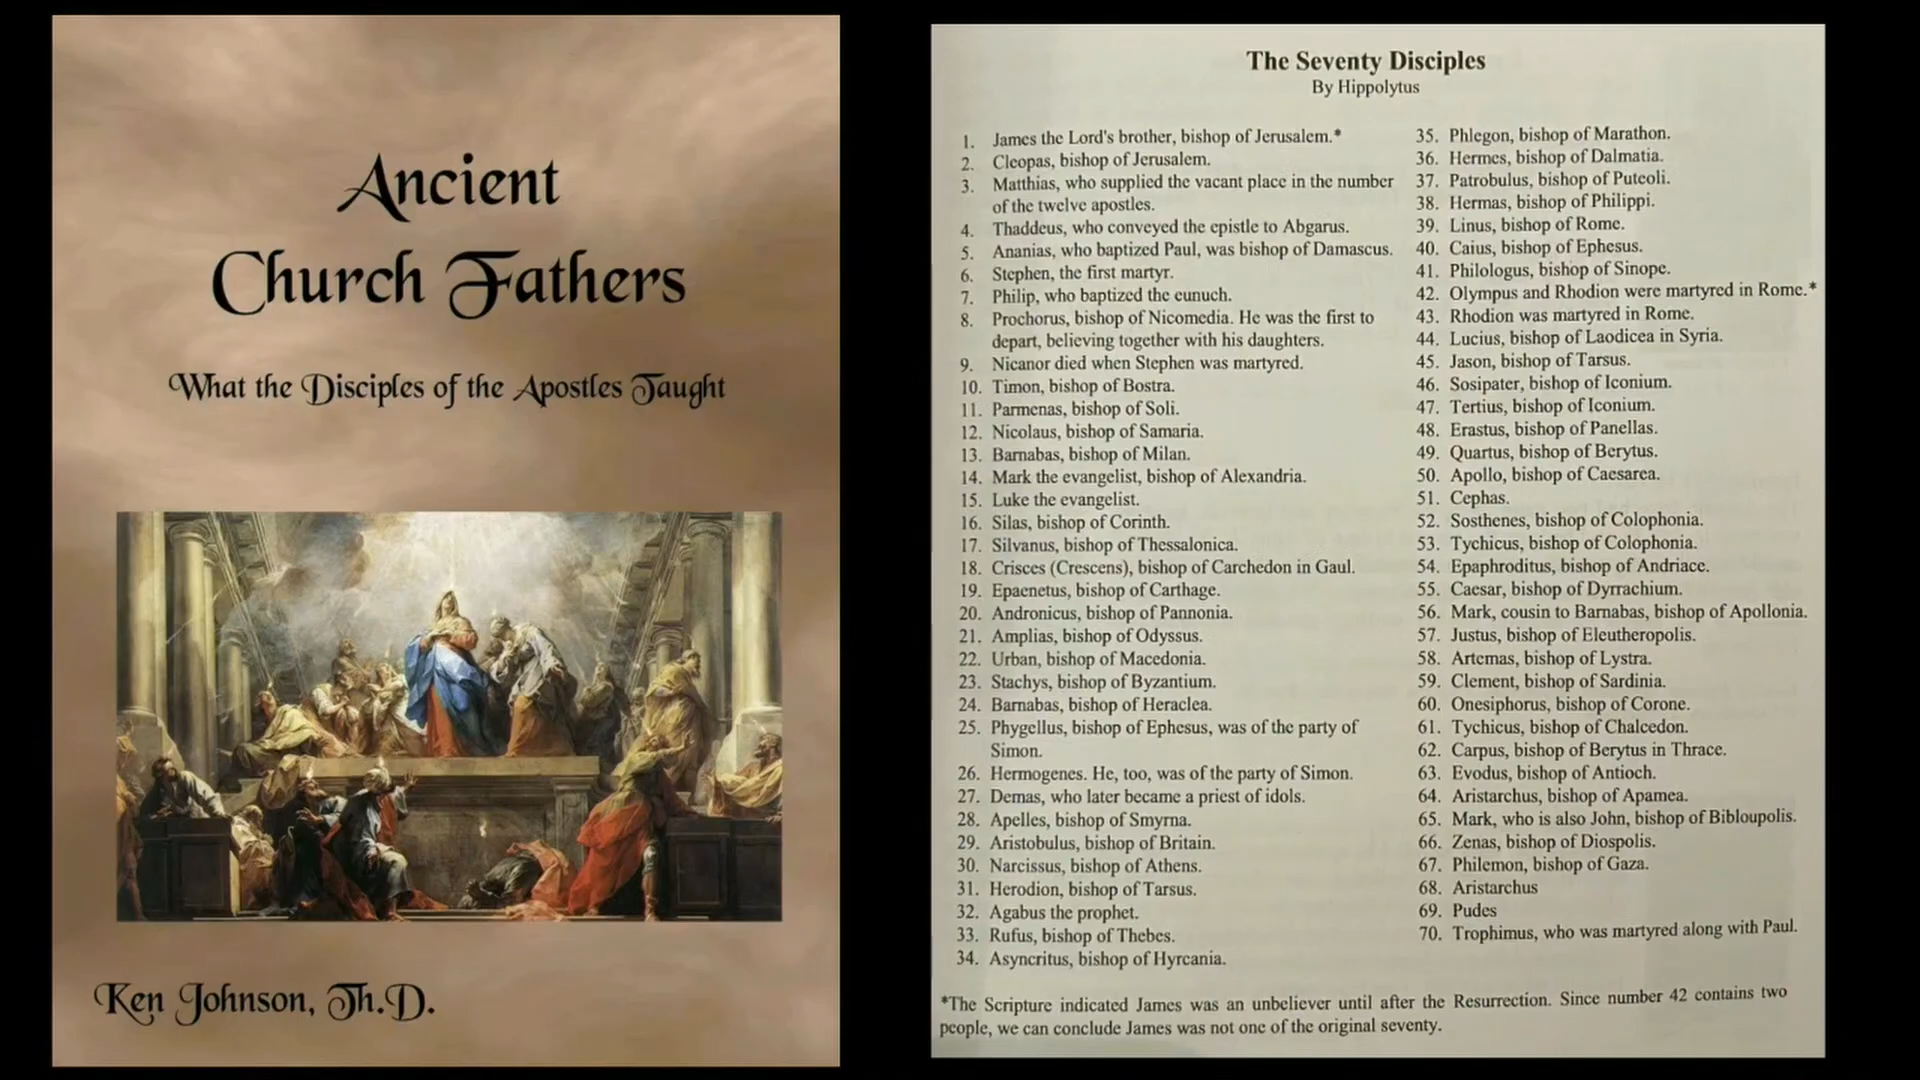 Ancient
Church Fathers
What the Disciples of the Apostles Taught
Ken Johnson, Th.D.
The Seventy Disciples
By Hippolytus
1. James the Lord's brother, bishop of Jerusalem.*
2. Cleopas, bishop of Jerusalem.
3. Matthias, who supplied the vacant place in the number
of the twelve apostles.
4. Thaddeus, who conveyed the epistle to Abgarus.
5. Ananias, who baptized Paul, was bishop of Damascus.
6. Stephen, the first martyr.
7. Philip, who baptized the eunuch.
8. Prochorus, bishop of Nicomedia. He was the first to
depart, believing together with his daughters.
9. Nicanor died when Stephen was martyred.
10. Timon, bishop of Bostra.
11. Parmenas, bishop of Soli.
12. Nicolaus, bishop of Samaria.
13. Barnabas, bishop of Milan.
14. Mark the evangelist, bishop of Alexandria.
15. Luke the evangelist.
16. Silas, bishop of Corinth.
17. Silvanus, bishop of Thessalonica.
18. Crisces (Crescens), bishop of Carchedon in Gaul.
19. Epaenetus, bishop of Carthage.
20. Andronicus, bishop of Pannonia.
21. Amplias, bishop of Odyssus.
22. Urban, bishop of Macedonia.
23. Stachys, bishop of Byzantium.
24. Barnabas, bishop of Heraclea.
25. Phygellus, bishop of Ephesus, was of the party of
Simon.
26. Hermogenes. He, too, was of the party of Simon.
27. Demas, who later became a priest of idols.
28. Apelles, bishop of Smyrna.
29. Aristobulus, bishop of Britain.
30. Narcissus, bishop of Athens.
31. Herodion, bishop of Tarsus.
32. Agabus the prophet.
33. Rufus, bishop of Thebes.
34. Asyncritus, bishop of Hyrcania.
35. Phlegon, bishop of Marathon.
36. Hermes, bishop of Dalmatia.
37. Patrobulus, bishop of Puteoli.
38. Hermas, bishop of Philippi.
39. Linus, bishop of Rome.
40. Caius, bishop of Ephesus.
41. Philologus, bishop of Sinope.
42. Olympus and Rhodion were martyred in Rome.*
43. Rhodion was martyred in Rome.
44. Lucius, bishop of Laodicea in Syria.
45. Jason, bishop of Tarsus.
46. Sosipater, bishop of Iconium.
47. Tertius, bishop of Iconium.
48. Erastus, bishop of Panellas.
49. Quartus, bishop of Berytus.
50. Apollo, bishop of Caesarea.
51. Cephas.
52. Sosthenes, bishop of Colophonia.
53. Tychicus, bishop of Colophonia.
54. Epaphroditus, bishop of Andriace.
55. Caesar, bishop of Dyrrachium.
56. Mark, cousin to Barnabas, bishop of Apollonia.
57. Justus, bishop of Eleutheropolis.
58. Artemas, bishop of Lystra.
59. Clement, bishop of Sardinia.
60. Onesiphorus, bishop of Corone.
61. Tychicus, bishop of Chalcedon.
62. Carpus, bishop of Berytus in Thrace.
63. Evodus, bishop of Antioch.
64. Aristarchus, bishop of Apamea.
65. Mark, who is also John, bishop of Bibloupolis.
66. Zenas, bishop of Diospolis.
67. Philemon, bishop of Gaza.
68. Aristarchus
69. Pudes
70. Trophimus, who was martyred along with Paul.
*The Scripture indicated James was an unbeliever until after the Resurrection. Since number 42 contains two
people, we can conclude James was not one of the original seventy.